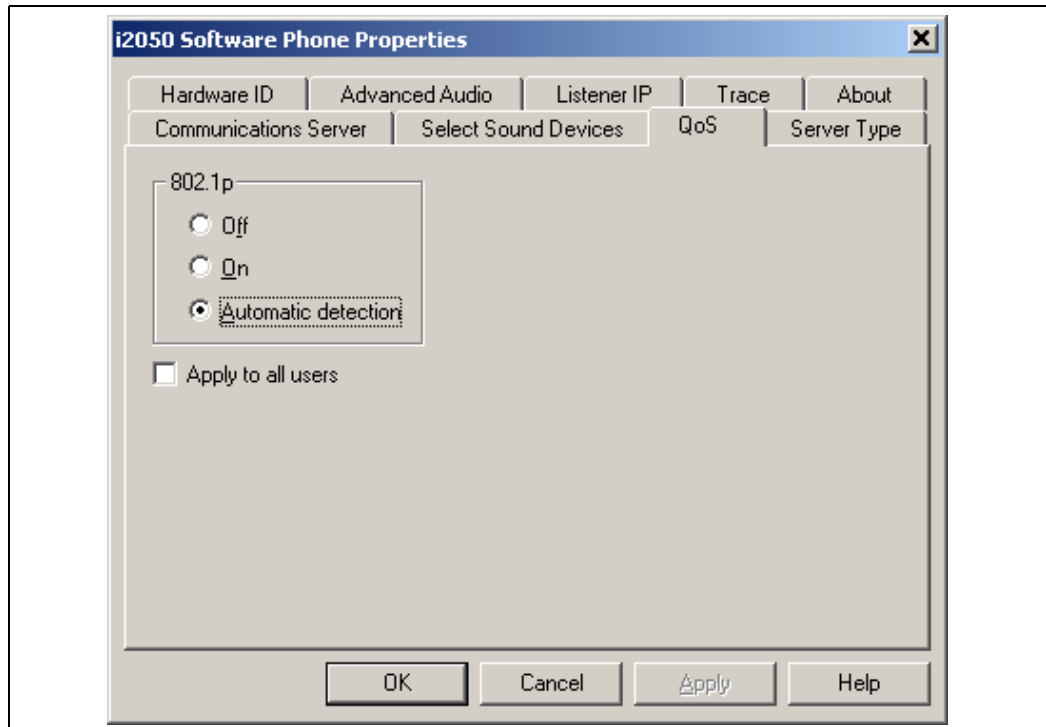 i2050 Software Phone Properties
Hardware ID Advanced Audio Listener IP Trace About
Communications Server Select Sound Devices QoS Server Type
802.1p
Off
On
Automatic detection
Apply to all users
OK Cancel Apply Help